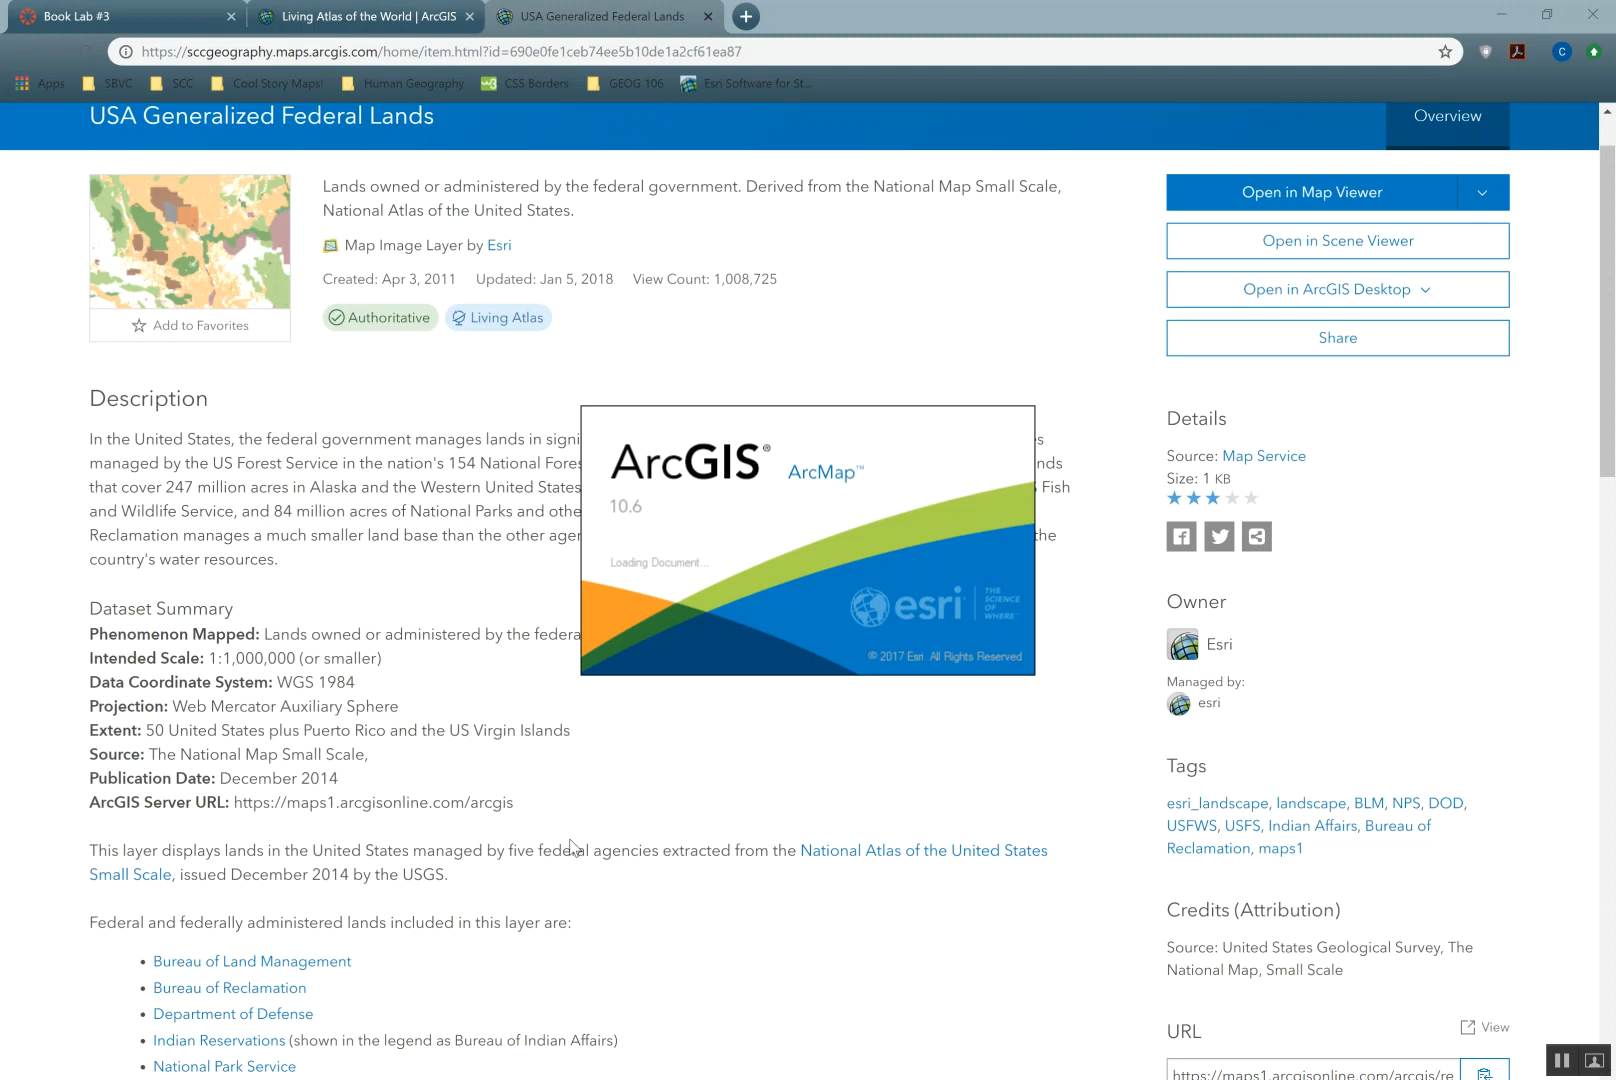 Book Lab #3
Living Atlas of the World | ArcGIS
USA Generalized Federal Lands
https://sccgeography.maps.arcgis.com/home/item.html?id=690e0fe1ceb74ee5b10de1a2cf61ea87
C
Apps
SBVC
SCC
Cool Story Maps!
Human Geography
CSS Borders
GEOG 106
Esri Software for St...
USA Generalized Federal Lands
Overview
Lands owned or administered by the federal government. Derived from the National Map Small Scale,
National Atlas of the United States.
Map Image Layer by Esri
Created: Apr 3, 2011 Updated: Jan 5, 2018 View Count: 1,008,725
Authoritative
Living Atlas
Add to Favorites
Open in Map Viewer
Open in Scene Viewer
Open in ArcGIS Desktop
Share
Description
In the United States, the federal government manages lands in signi
managed by the US Forest Service in the nation's 154 National Fores nds
that cover 247 million acres in Alaska and the Western United States Fish
and Wildlife Service, and 84 million acres of National Parks and othe
Reclamation manages a much smaller land base than the other agen the
country's water resources.
ArcGIS®
ArcMap™
10.6
Loading Document...
esri
THE
SCIENCE
OF
WHERE™
© 2017 Esri. All Rights Reserved
Dataset Summary
Phenomenon Mapped: Lands owned or administered by the federa
Intended Scale: 1:1,000,000 (or smaller)
Data Coordinate System: WGS 1984
Projection: Web Mercator Auxiliary Sphere
Extent: 50 United States plus Puerto Rico and the US Virgin Islands
Source: The National Map Small Scale,
Publication Date: December 2014
ArcGIS Server URL: https://maps1.arcgisonline.com/arcgis
This layer displays lands in the United States managed by five federal agencies extracted from the National Atlas of the United States
Small Scale, issued December 2014 by the USGS.
Federal and federally administered lands included in this layer are:
• Bureau of Land Management
• Bureau of Reclamation
• Department of Defense
• Indian Reservations (shown in the legend as Bureau of Indian Affairs)
• National Park Service
Details
Source: Map Service
Size: 1 KB
Owner
Esri
Managed by:
esri
Tags
esri_landscape, landscape, BLM, NPS, DOD,
USFWS, USFS, Indian Affairs, Bureau of
Reclamation, maps1
Credits (Attribution)
Source: United States Geological Survey, The
National Map, Small Scale
URL
View
https://maps1.arcgisonline.com/arcgis/re